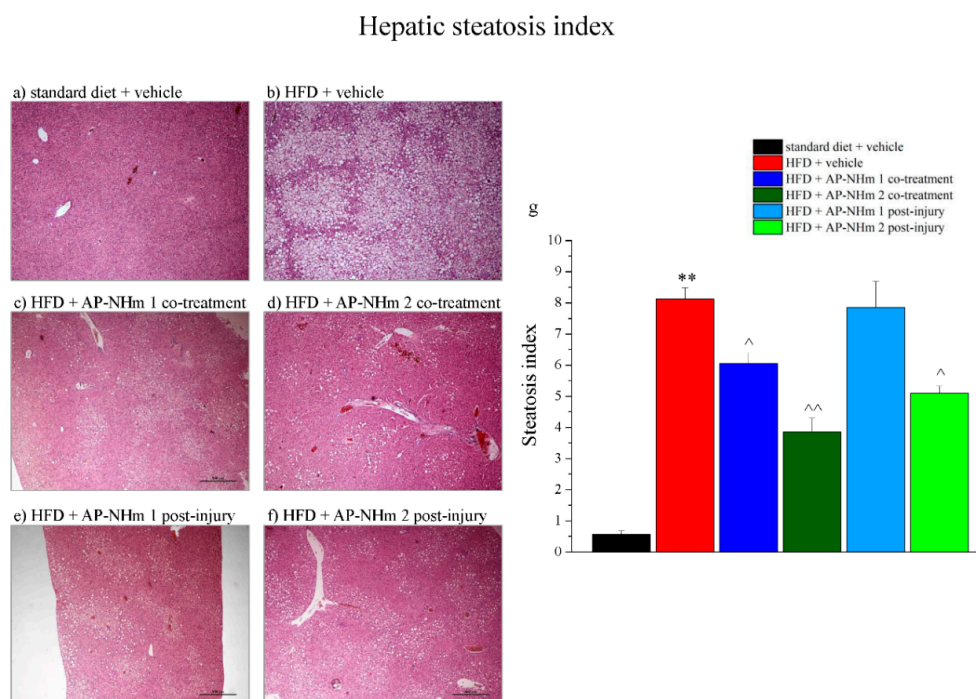 Hepatic steatosis index
a) standard diet + vehicle
b) HFD + vehicle
c) HFD + AP-NHm 1 co-treatment
d) HFD + AP-NHm 2 co-treatment
e) HFD + AP-NHm 1 post-injury
f) HFD + AP-NHm 2 post-injury
g
standard diet + vehicle
HFD + vehicle
HFD + AP-NHm 1 co-treatment
HFD + AP-NHm 2 co-treatment
HFD + AP-NHm 1 post-injury
HFD + AP-NHm 2 post-injury
Steatosis index
10
9
8
7
6
5
4
3
2
1
0
**
^
^^
^